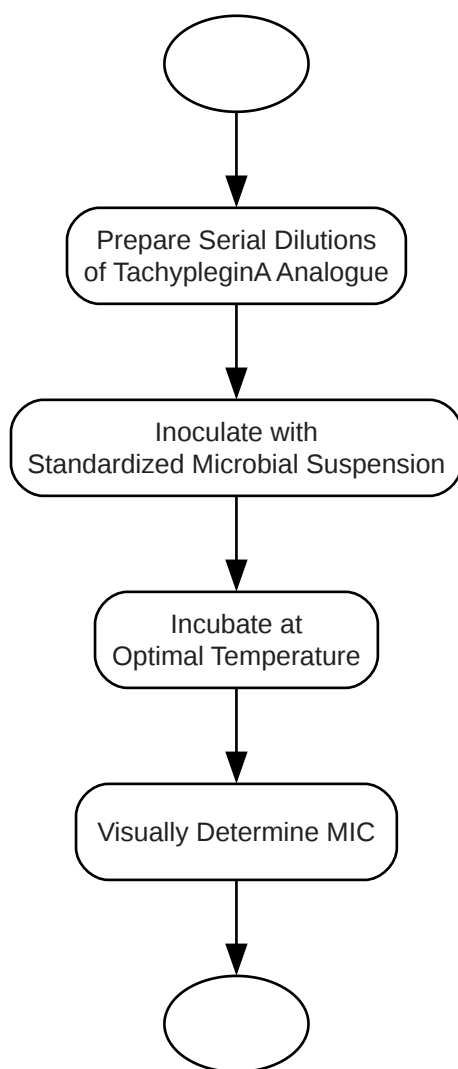 Prepare Serial Dilutions
of TachypleginA Analogue
Inoculate with
Standardized Microbial Suspension
Incubate at
Optimal Temperature
Visually Determine MIC